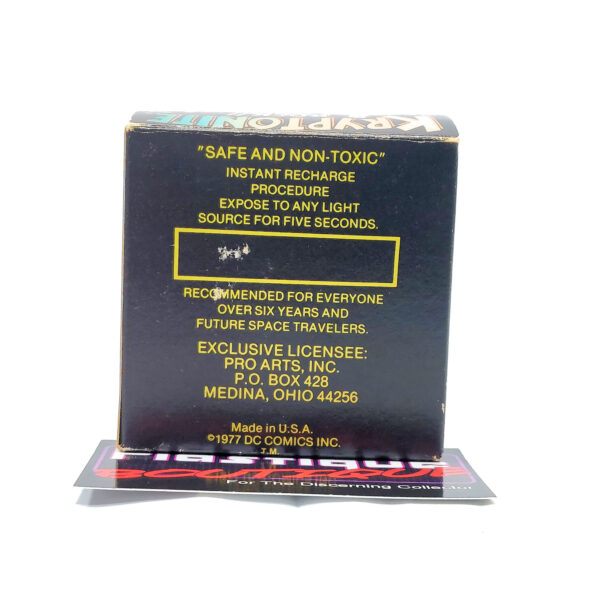 KRYPTONITE
"SAFE AND NON-TOXIC"
INSTANT RECHARGE
PROCEDURE
EXPOSE TO ANY LIGHT
SOURCE FOR FIVE SECONDS.
RECOMMENDED FOR EVERYONE
OVER SIX YEARS AND
FUTURE SPACE TRAVELERS.
EXCLUSIVE LICENSEE:
PRO ARTS, INC.
P.O. BOX 428
MEDINA, OHIO 44256
Made in U.S.A.
©1977 DC COMICS INC.
T.M.
Plastique
BOUTIQUE
For The Discerning Collector